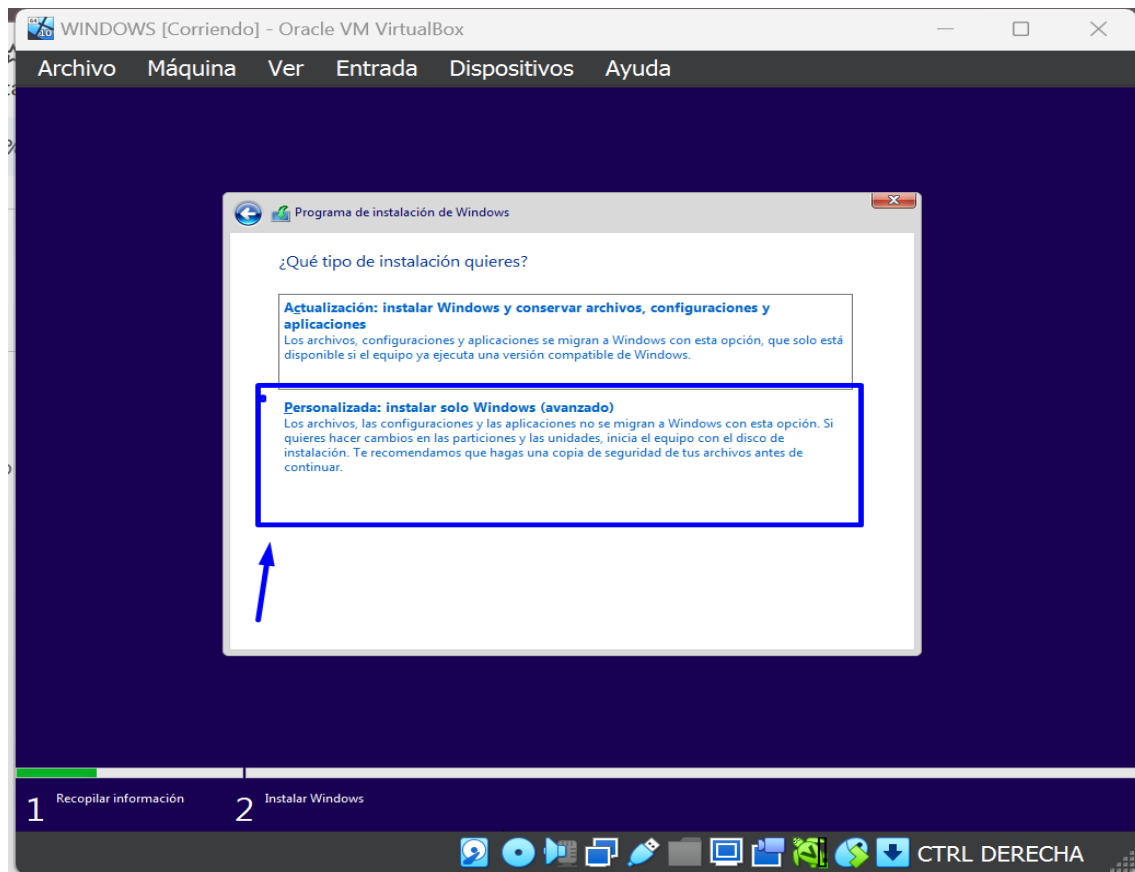 WINDOWS [Corriendo] - Oracle VM VirtualBox
Archivo Máquina Ver Entrada Dispositivos Ayuda
Programa de instalación de Windows
¿Qué tipo de instalación quieres?
Actualización: instalar Windows y conservar archivos, configuraciones y
aplicaciones
Los archivos, configuraciones y aplicaciones se migran a Windows con esta opción, que solo está
disponible si el equipo ya ejecuta una versión compatible de Windows.
Personalizada: instalar solo Windows (avanzado)
Los archivos, las configuraciones y las aplicaciones no se migran a Windows con esta opción. Si
quieres hacer cambios en las particiones y las unidades, inicia el equipo con el disco de
instalación. Te recomendamos que hagas una copia de seguridad de tus archivos antes de
continuar.
1 Recopilar información 2 Instalar Windows
CTRL DERECHA